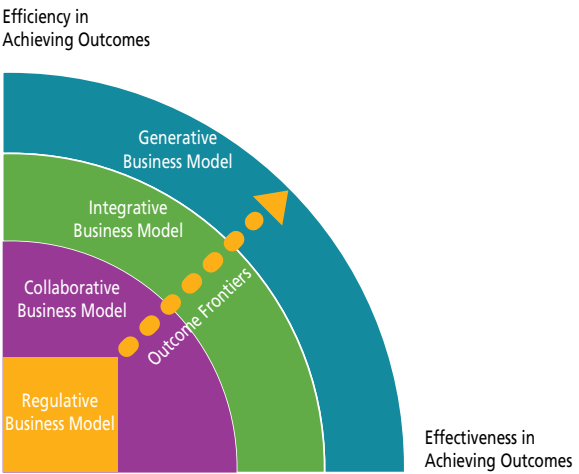 Efficiency in
Achieving Outcomes
Generative
Business Model
Integrative
Business Model
Collaborative
Business Model
Outcome Frontiers
Regulative
Business Model
Effectiveness in
Achieving Outcomes